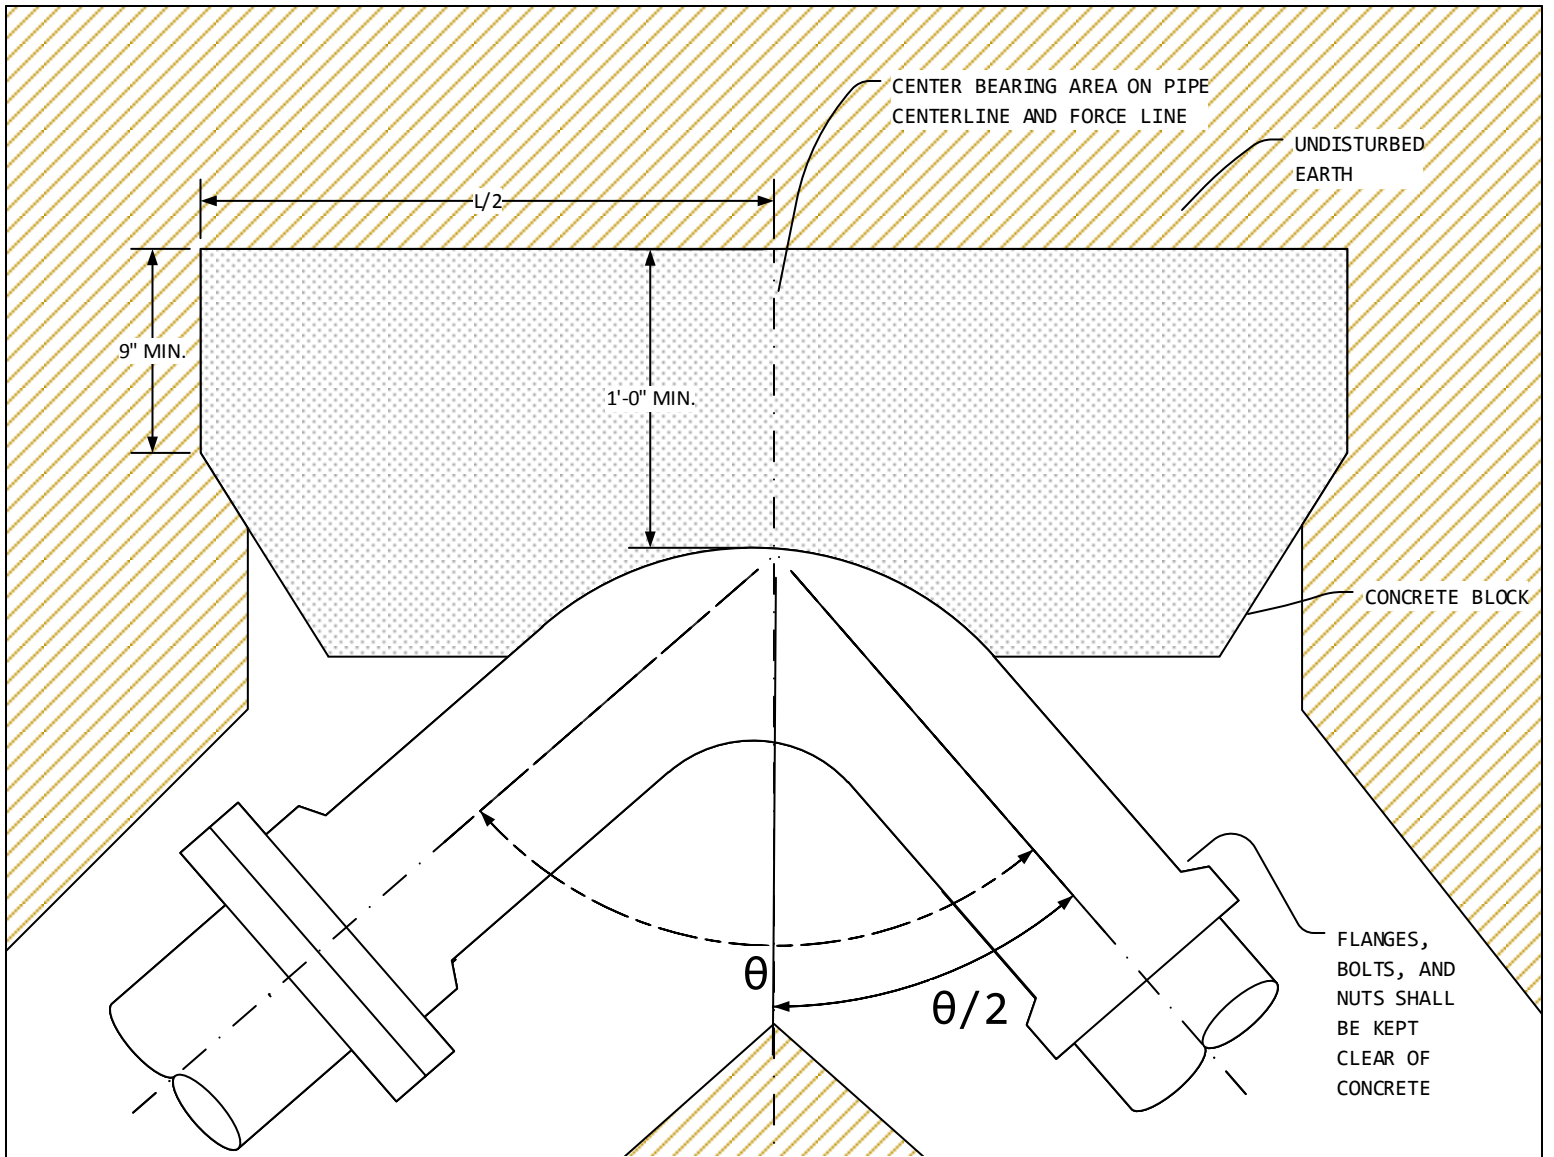 CENTER BEARING AREA ON PIPE
CENTERLINE AND FORCE LINE
UNDISTURBED
EARTH
L/2
9" MIN.
1'-0" MIN.
CONCRETE BLOCK
θ
θ/2
FLANGES,
BOLTS, AND
NUTS SHALL
BE KEPT
CLEAR OF
CONCRETE